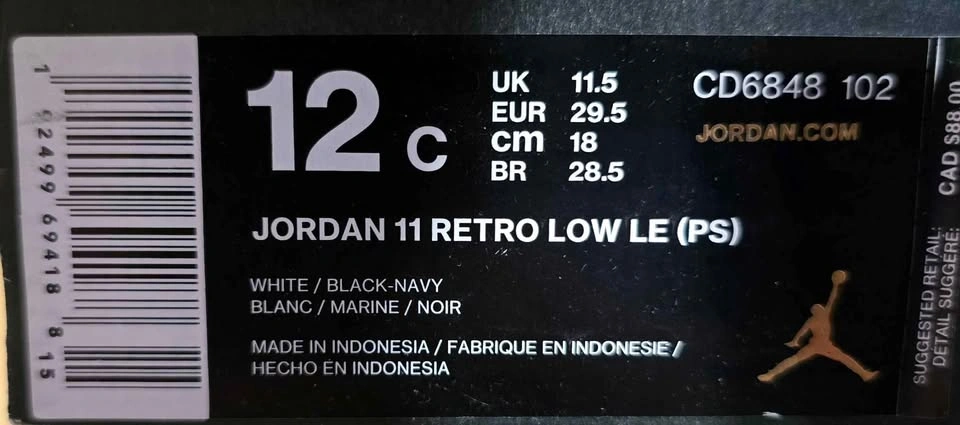 1 92499 69418 8 15
12 C
UK 11.5
EUR 29.5
cm 18
BR 28.5
CD6848 102
JORDAN.COM
JORDAN 11 RETRO LOW LE (PS)
WHITE / BLACK-NAVY
BLANC / MARINE / NOIR
MADE IN INDONESIA / FABRIQUE EN INDONESIE /
HECHO EN INDONESIA
SUGGESTED RETAIL: CAD $88.00
DÉTAIL SUGGÉRÉ: